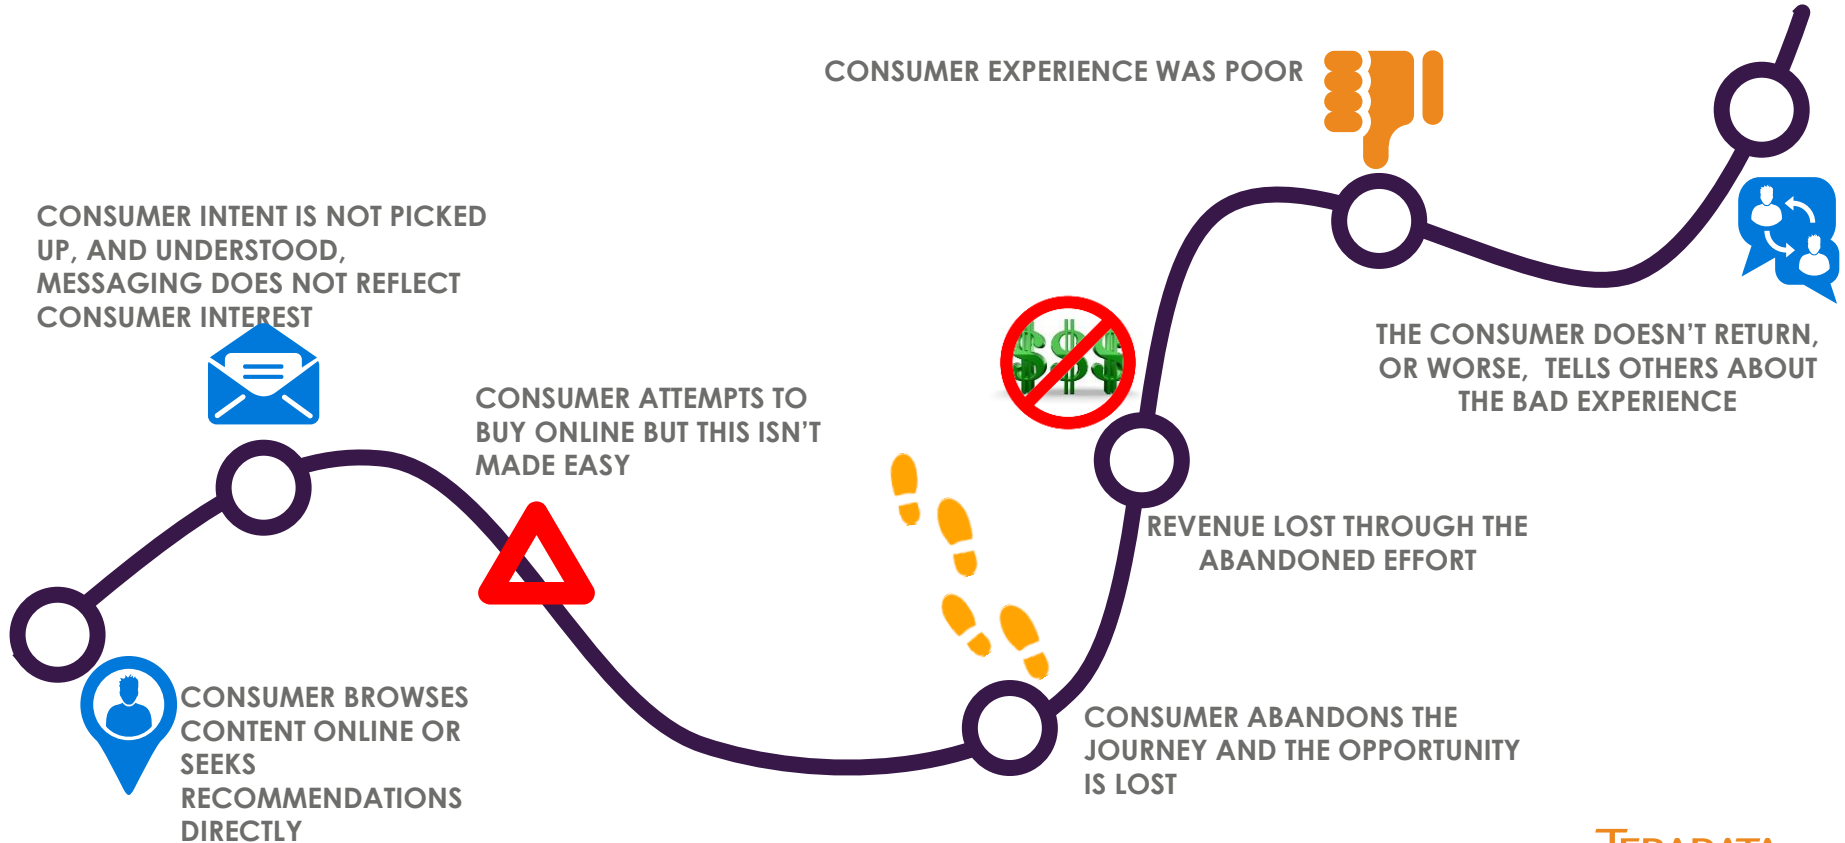 CONSUMER EXPERIENCE WAS POOR
CONSUMER INTENT IS NOT PICKED
UP, AND UNDERSTOOD,
MESSAGING DOES NOT REFLECT
CONSUMER INTEREST
THE CONSUMER DOESN'T RETURN,
OR WORSE, TELLS OTHERS ABOUT
THE BAD EXPERIENCE
CONSUMER ATTEMPTS TO
BUY ONLINE BUT THIS ISN'T
MADE EASY
$$$
REVENUE LOST THROUGH THE
ABANDONED EFFORT
CONSUMER BROWSES
CONTENT ONLINE OR
SEEKS
RECOMMENDATIONS
DIRECTLY
CONSUMER ABANDONS THE
JOURNEY AND THE OPPORTUNITY
IS LOST
TERADATA